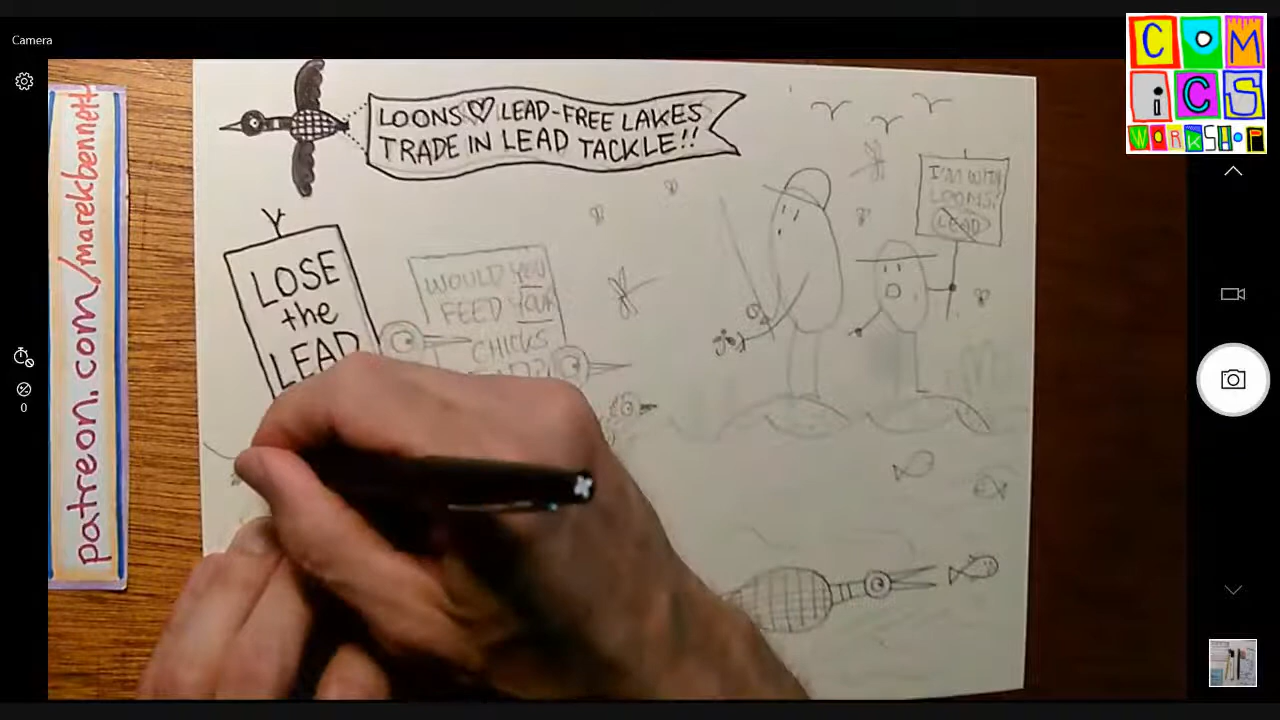 Camera
COMiCS
WORKSHOP
0
patreon.com/marekbennett
LOONS♡ LEAD-FREE LAKES
TRADE IN LEAD TACKLE!!
LOSE
the
LEAD
WOULD YOU
FEED YOUR
CHICKS
I'M WITH
LOONS!
LEAD